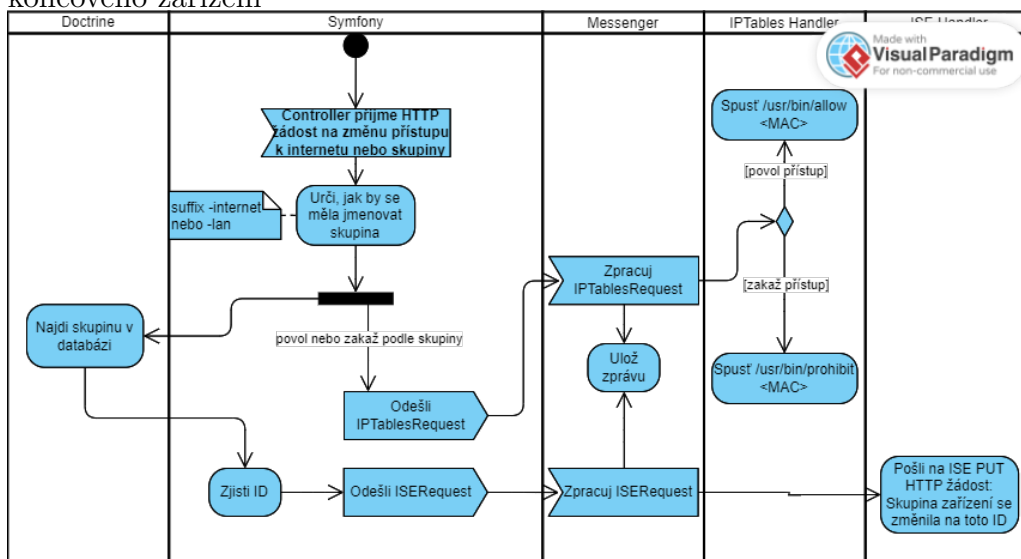 koncového zařízení
Doctrine
Symfony
Messenger
IPTables Handler
ISE Handler
Made with
Visual Paradigm
For non-commercial use
Controller přijme HTTP
žádost na změnu přístupu
k internetu nebo skupiny
Spusť /usr/bin/allow
<MAC>
[povol přístup]
suffix -internet
nebo -lan
Urči, jak by se
měla jmenovat
skupina
Zpracuj
IPTablesRequest
[zakaž přístup]
Najdi skupinu v
databázi
povol nebo zakaž podle skupiny
Ulož
zprávu
Spusť /usr/bin/prohibit
<MAC>
Odešli
IPTablesRequest
Zjisti ID
Odešli ISERequest
Zpracuj ISERequest
Pošli na ISE PUT
HTTP žádost:
Skupina zařízení se
změnila na toto ID